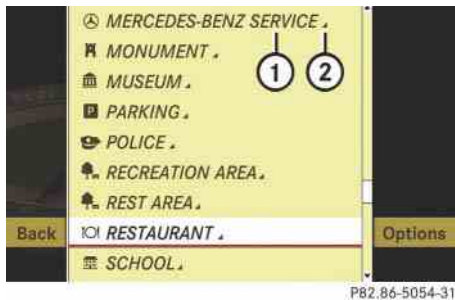 MERCEDES-BENZ SERVICE
MONUMENT
1 2
MUSEUM
P PARKING
POLICE
RECREATION AREA
REST AREA
Back RESTAURANT Options
SCHOOL
P82.86-5054-31